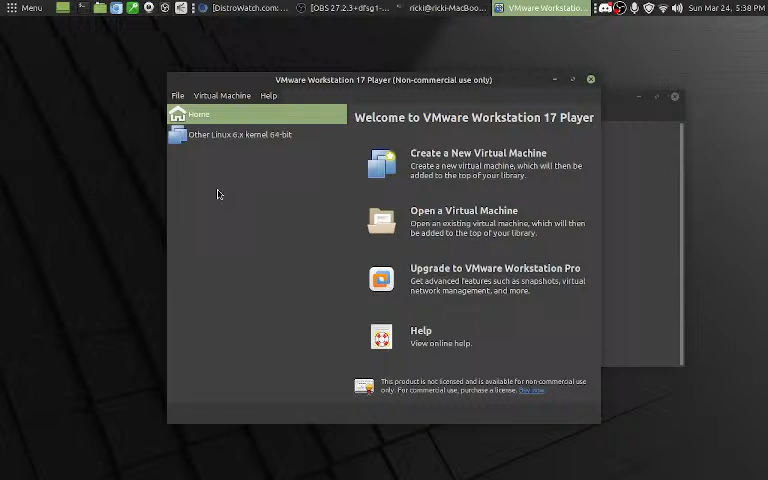 Menu
[DistroWatch.com: ...
[OBS 27.2.3+dfsg1-...
ricki@ricki-MacBoo...
VMware Workstatio...
Sun Mar 24, 5:38 PM
VMware Workstation 17 Player (Non-commercial use only)
File Virtual Machine Help
Home
Other Linux 6.x kernel 64-bit
Welcome to VMware Workstation 17 Player
Create a New Virtual Machine
Create a new virtual machine, which will then be
added to the top of your library.
Open a Virtual Machine
Open an existing virtual machine, which will then
be added to the top of your library.
Upgrade to VMware Workstation Pro
Get advanced features such as snapshots, virtual
network management, and more.
Help
View online help.
This product is not licensed and is available for non-commercial use
only. For commercial use, purchase a license. Buy now